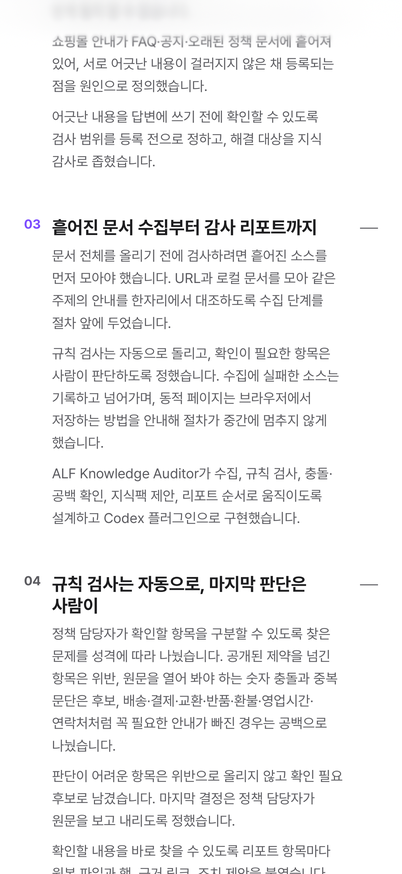 쇼핑몰 안내가 FAQ·공지·오래된 정책 문서에 흩어져
있어, 서로 어긋난 내용이 걸러지지 않은 채 등록되는
점을 원인으로 정의했습니다.
어긋난 내용을 답변에 쓰기 전에 확인할 수 있도록
검사 범위를 등록 전으로 정하고, 해결 대상을 지식
감사로 좁혔습니다.
03 흩어진 문서 수집부터 감사 리포트까지 —
문서 전체를 올리기 전에 검사하려면 흩어진 소스를
먼저 모아야 했습니다. URL과 로컬 문서를 모아 같은
주제의 안내를 한자리에서 대조하도록 수집 단계를
절차 앞에 두었습니다.
규칙 검사는 자동으로 돌리고, 확인이 필요한 항목은
사람이 판단하도록 정했습니다. 수집에 실패한 소스는
기록하고 넘어가며, 동적 페이지는 브라우저에서
저장하는 방법을 안내해 절차가 중간에 멈추지 않게
했습니다.
ALF Knowledge Auditor가 수집, 규칙 검사, 충돌·
공백 확인, 지식팩 제안, 리포트 순서로 움직이도록
설계하고 Codex 플러그인으로 구현했습니다.
04 규칙 검사는 자동으로, 마지막 판단은 —
사람이
정책 담당자가 확인할 항목을 구분할 수 있도록 찾은
문제를 성격에 따라 나눴습니다. 공개된 제약을 넘긴
항목은 위반, 원문을 열어 봐야 하는 숫자 충돌과 중복
문단은 후보, 배송·결제·교환·반품·환불·영업시간·
연락처처럼 꼭 필요한 안내가 빠진 경우는 공백으로
나눴습니다.
판단이 어려운 항목은 위반으로 올리지 않고 확인 필요
후보로 남겼습니다. 마지막 결정은 정책 담당자가
원문을 보고 내리도록 정했습니다.
확인할 내용을 바로 찾을 수 있도록 리포트 항목마다
원본 파일과 행, 근거 링크, 조치 제안을 붙였습니다.